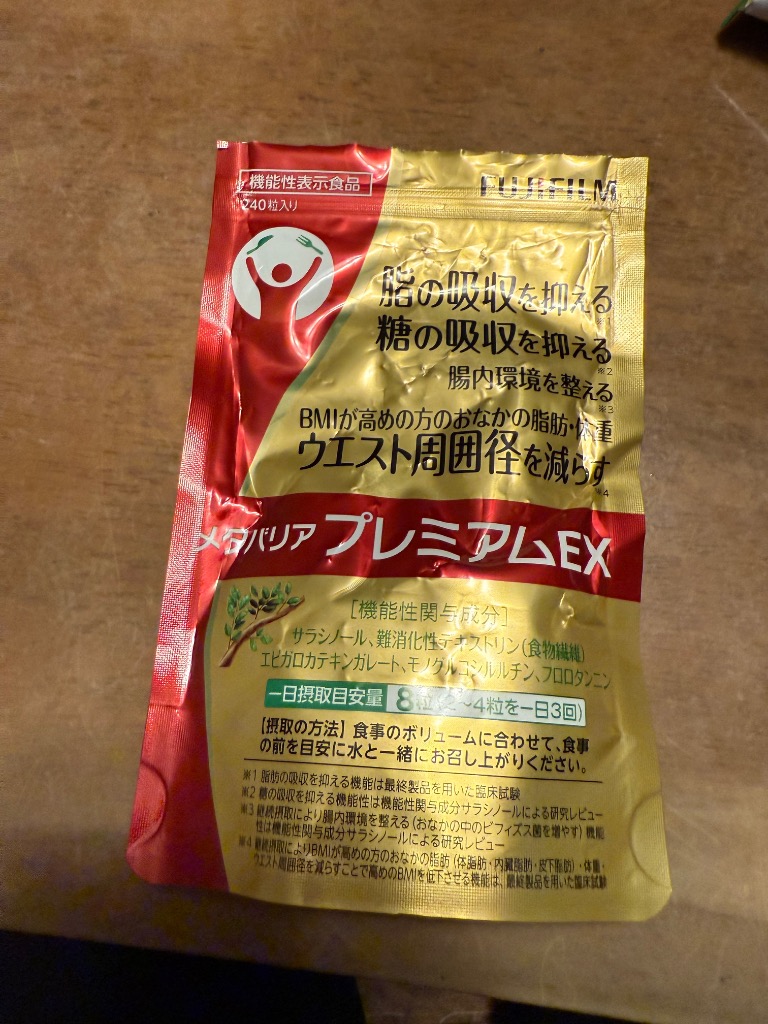 機能性表示食品
FUJIFILM
240粒入り
脂の吸収を抑える
糖の吸収を抑える
※2
腸内環境を整える
※3
BMIが高めの方のおなかの脂肪・体重
ウエスト周囲径を減らす
※4
メタバリア プレミアムEX
[機能性関与成分]
サラシノール、難消化性デキストリン(食物繊維)
エピガロカテキンガレート、モノグルコシルルチン、フロロタンニン
一日摂取目安量 8粒 〜4粒を一日3回)
【摂取の方法】食事のボリュームに合わせて、食事
の前を目安に水と一緒にお召し上がりください。
※1 脂肪の吸収を抑える機能は最終製品を用いた臨床試験
※2 糖の吸収を抑える機能性は機能性関与成分サラシノールによる研究レビュー
※3 継続摂取により腸内環境を整える(おなかの中のビフィズス菌を増やす)機能
性は機能性関与成分サラシノールによる研究レビュー
※4 継続摂取によりBMIが高めの方のおなかの脂肪(体脂肪・内臓脂肪・皮下脂肪)・体重・
ウエスト周囲径を減らすことで高めのBMIを低下させる機能は、最終製品を用いた臨床試験